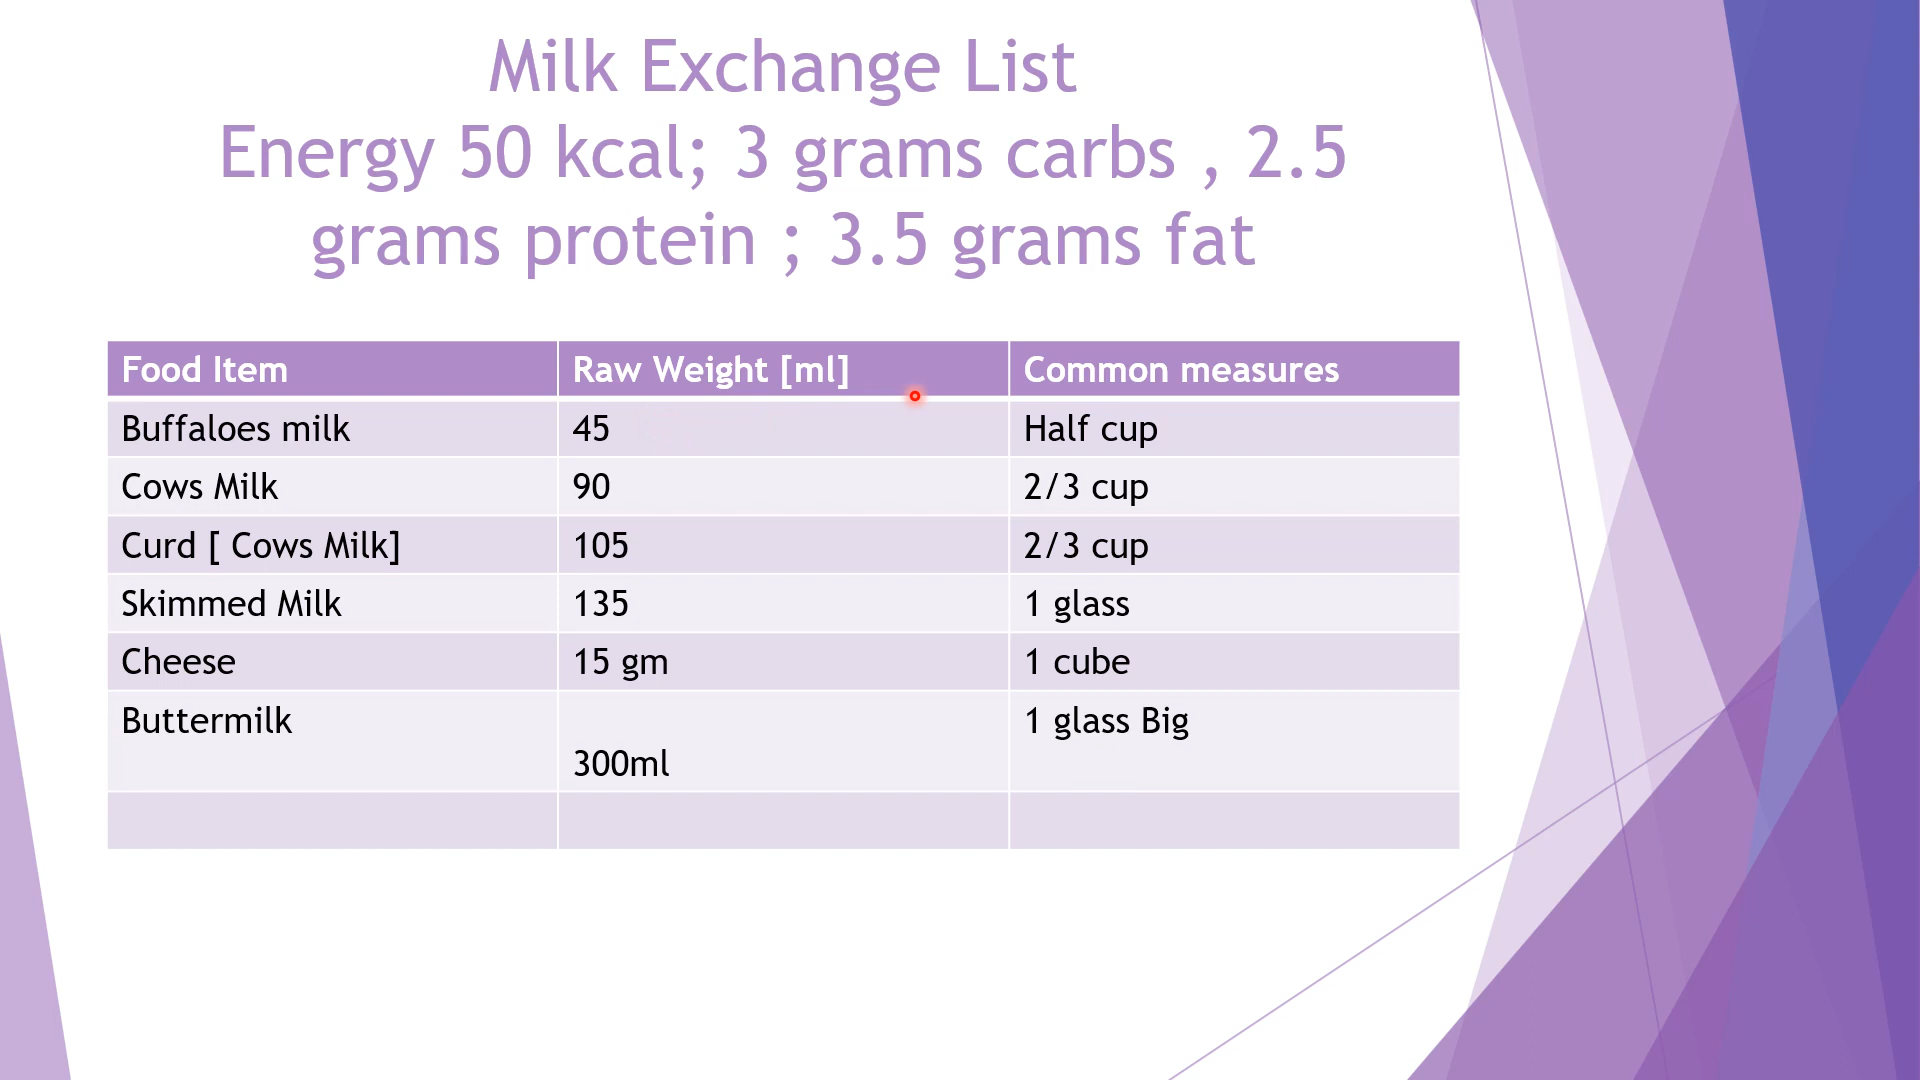 Milk Exchange List
Energy 50 kcal; 3 grams carbs , 2.5
grams protein ; 3.5 grams fat
Food Item Raw Weight [ml] Common measures
Buffaloes milk 45 Half cup
Cows Milk 90 2/3 cup
Curd [ Cows Milk] 105 2/3 cup
Skimmed Milk 135 1 glass
Cheese 15 gm 1 cube
Buttermilk 1 glass Big
300ml